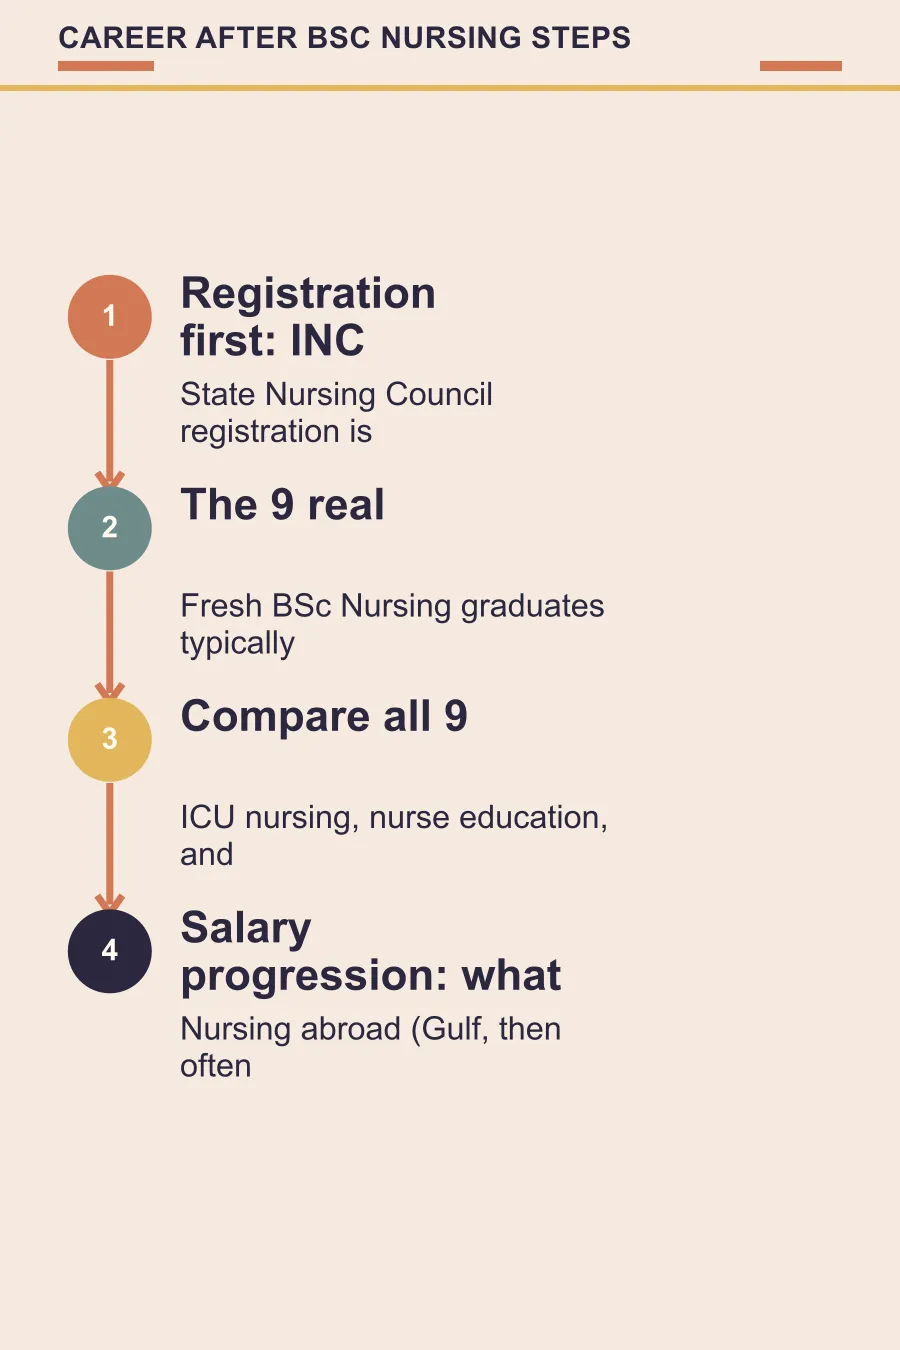 CAREER AFTER BSC NURSING STEPS
1
Registration
first: INC
State Nursing Council
registration is
2
The 9 real
Fresh BSc Nursing graduates
typically
3
Compare all 9
ICU nursing, nurse education,
and
4
Salary
progression: what
Nursing abroad (Gulf, then
often